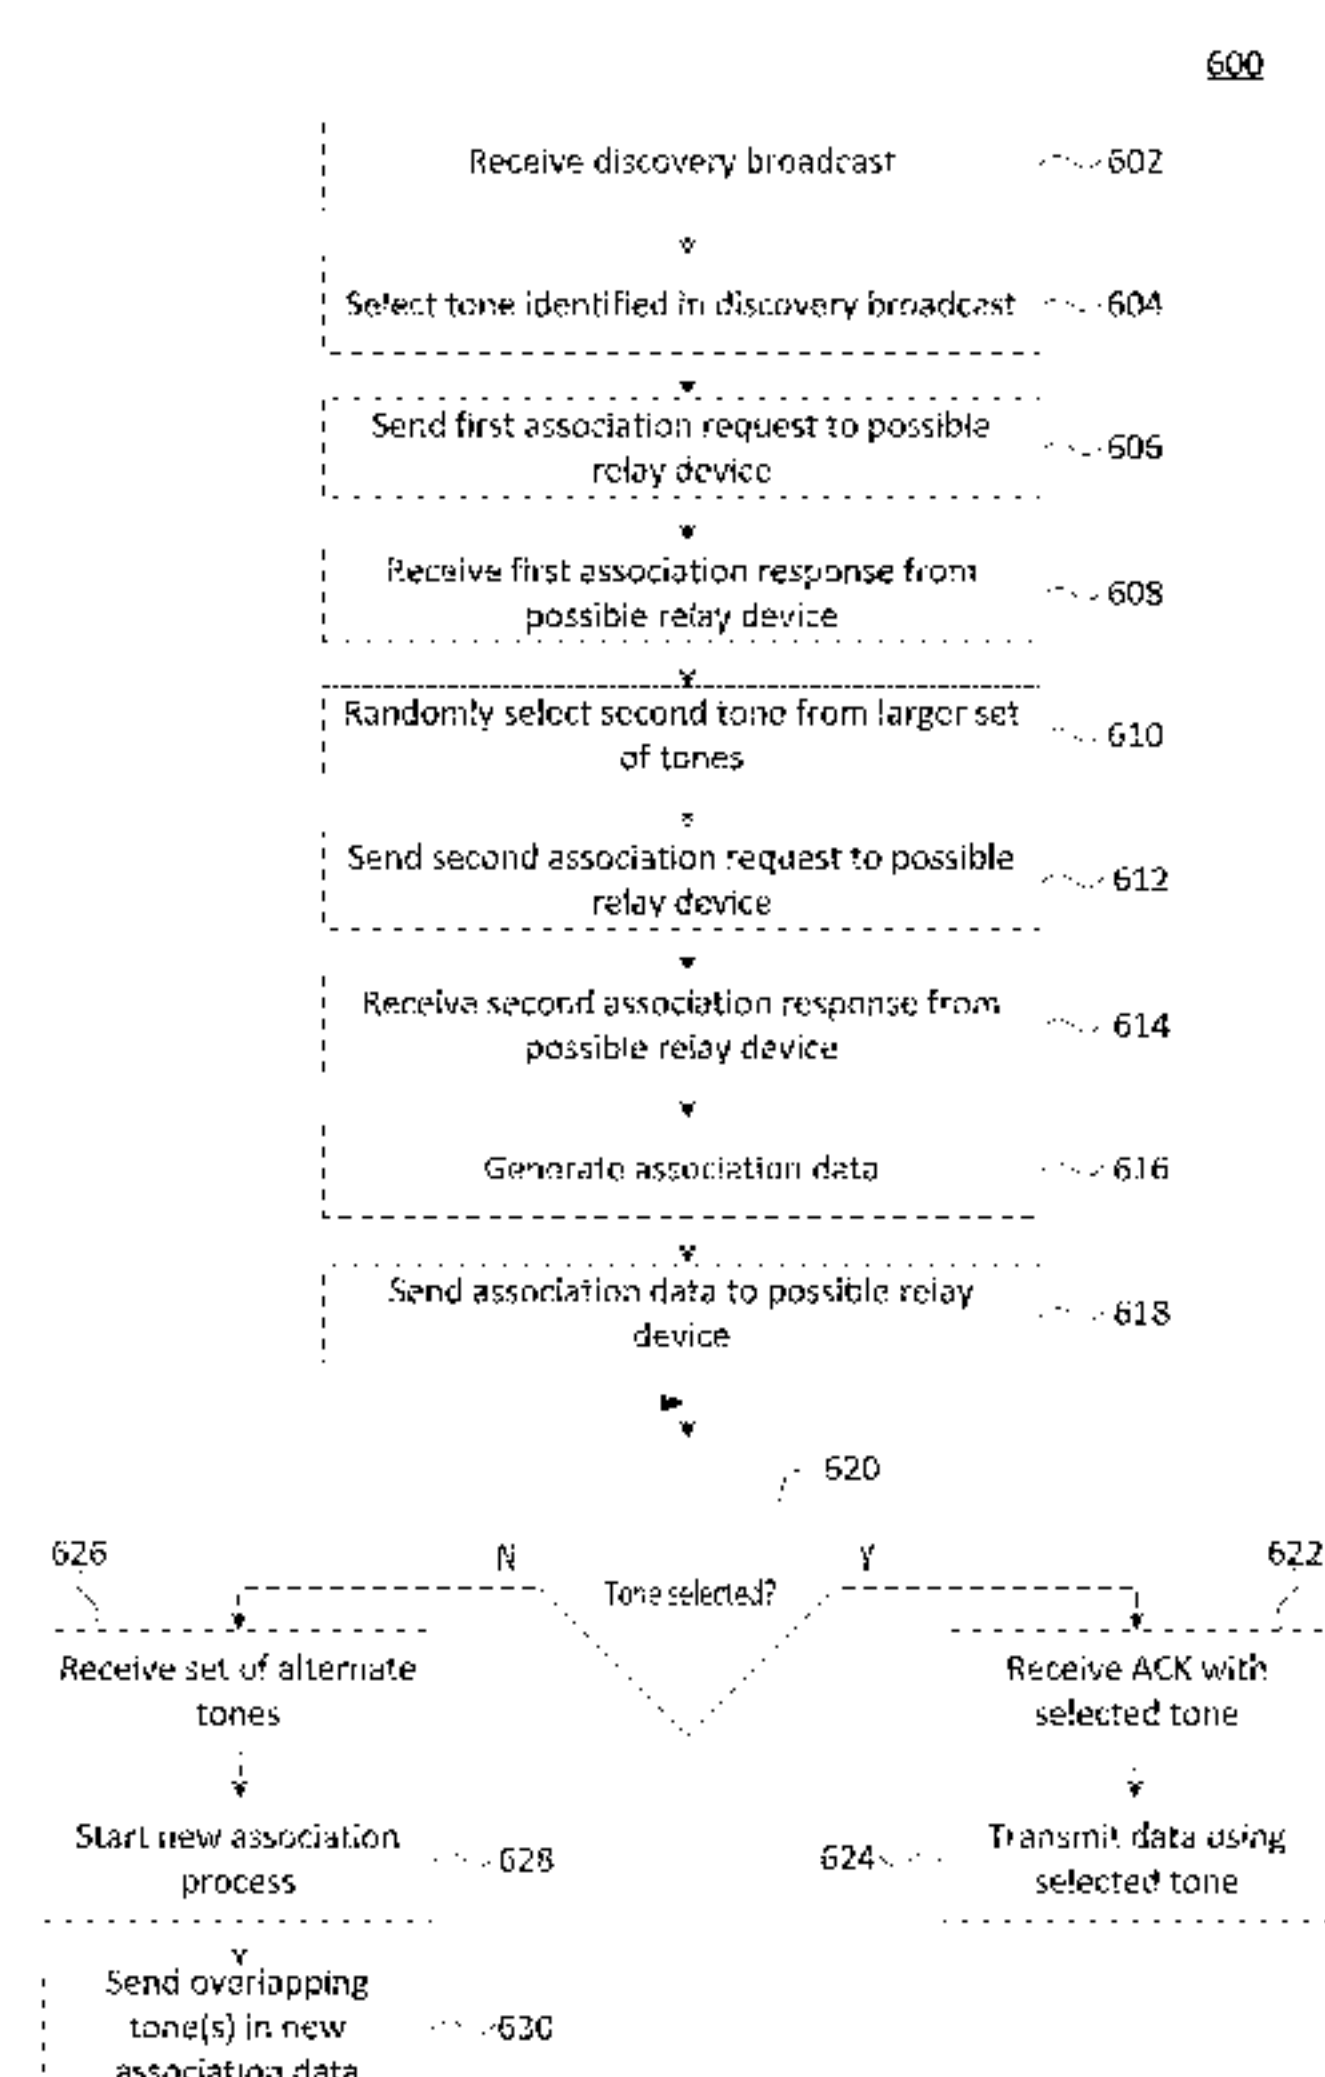 600
Receive discovery broadcast 602
Select tone identified in discovery broadcast 604
Send first association request to possible
relay device
606
Receive first association response from
possible relay device
608
Randomly select second tone from larger set
of tones
610
Send second association request to possible
relay device
612
Receive second association response from
possible relay device
614
Generate association data 616
Send association data to possible relay
device
618
620
Tone selected?
N
Y
626
Receive set of alternate
tones
622
Receive ACK with
selected tone
Start new association
process
628
624
Transmit data using
selected tone
Send overlapping
tone(s) in new
association data
630